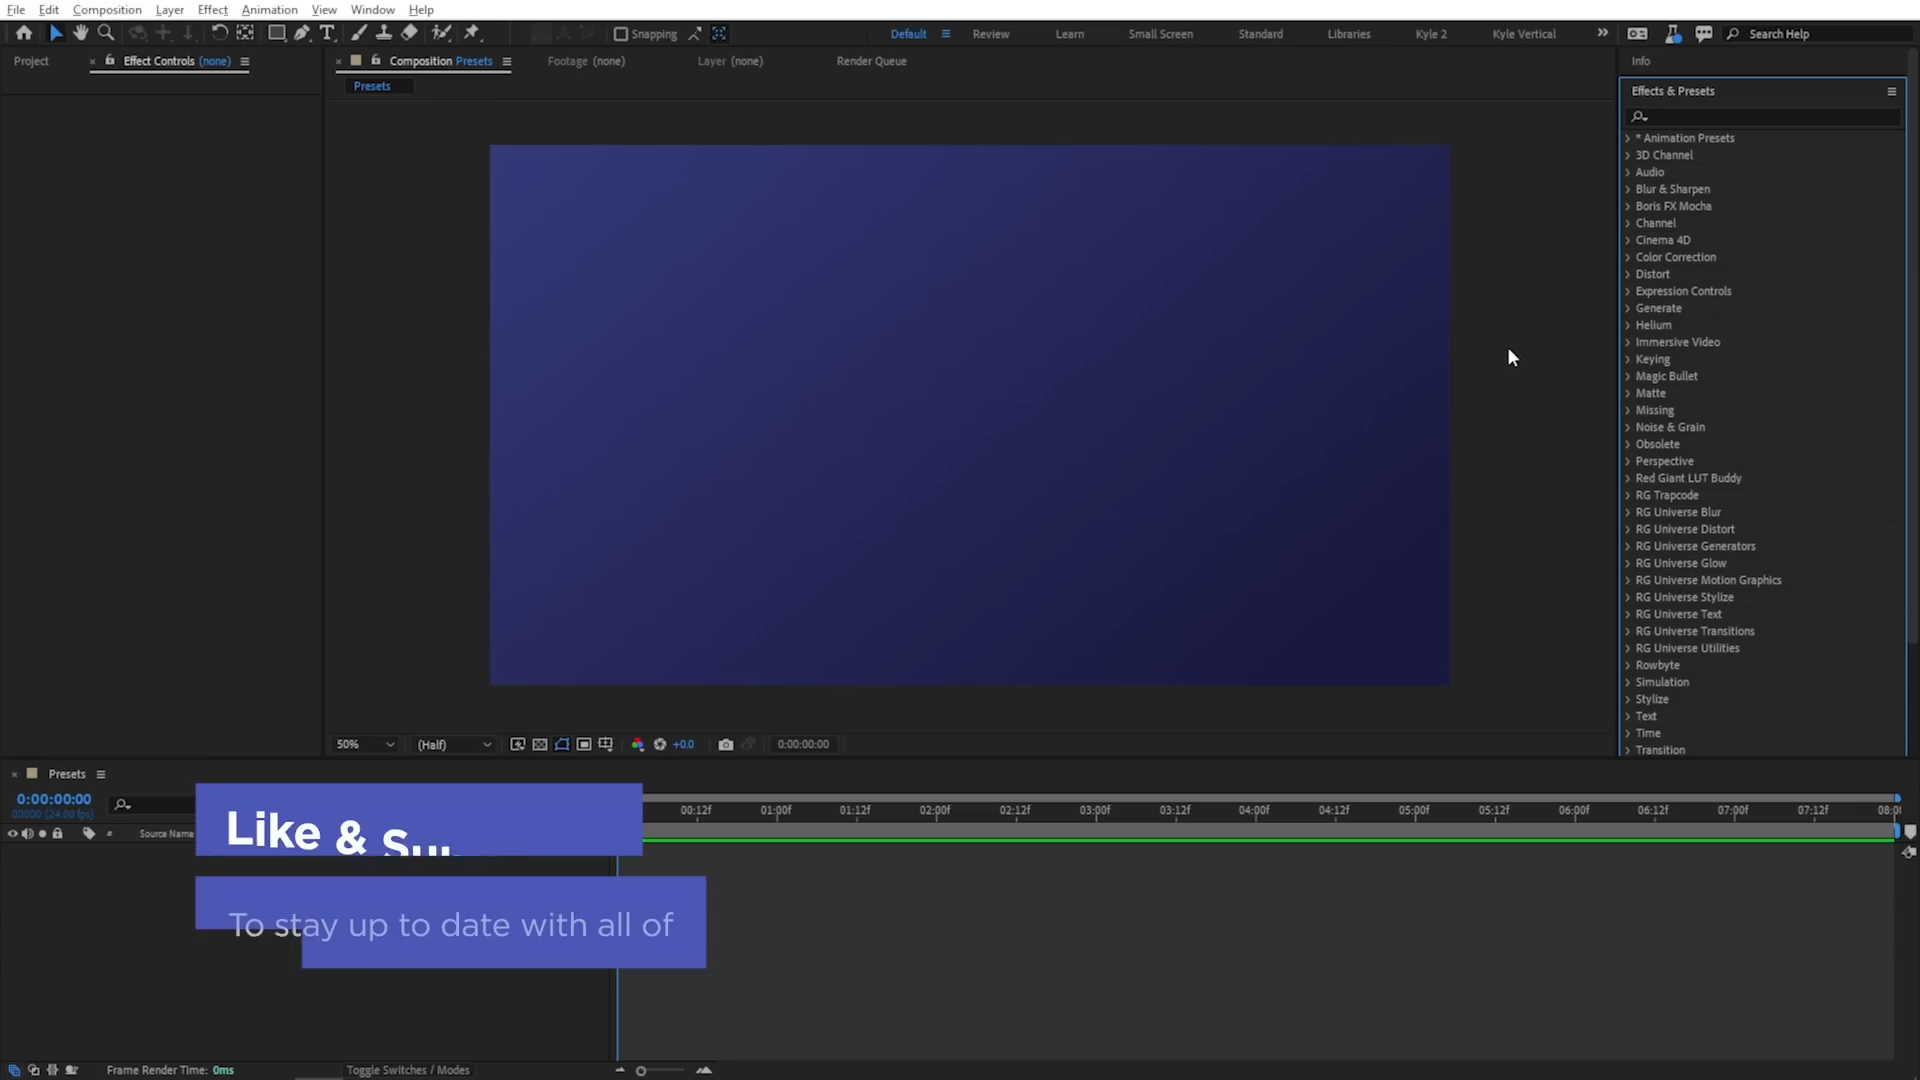 File Edit Composition Layer Effect Animation View Window Help
Snapping Default Review Learn Small Screen Standard Libraries Kyle 2 Kyle Vertical Search Help
Project Effect Controls (none) Composition Presets Footage (none) Layer (none) Render Queue Info
Presets
Effects & Presets
* Animation Presets
3D Channel
Audio
Blur & Sharpen
Boris FX Mocha
Channel
Cinema 4D
Color Correction
Distort
Expression Controls
Generate
Helium
Immersive Video
Keying
Magic Bullet
Matte
Missing
Noise & Grain
Obsolete
Perspective
Red Giant LUT Buddy
RG Trapcode
RG Universe Blur
RG Universe Distort
RG Universe Generators
RG Universe Glow
RG Universe Motion Graphics
RG Universe Stylize
RG Universe Text
RG Universe Transitions
RG Universe Utilities
Rowbyte
Simulation
Stylize
Text
Time
Transition
50% (Half) +0.0 0:00:00:00
Presets
0:00:00:00
00000 (24.00 fps)
00:12f 01:00f 01:12f 02:00f 02:12f 03:00f 03:12f 04:00f 04:12f 05:00f 05:12f 06:00f 06:12f 07:00f 07:12f 08:00
# Source Name
Like &
To stay up to date with all of
Frame Render Time: 0ms Toggle Switches / Modes